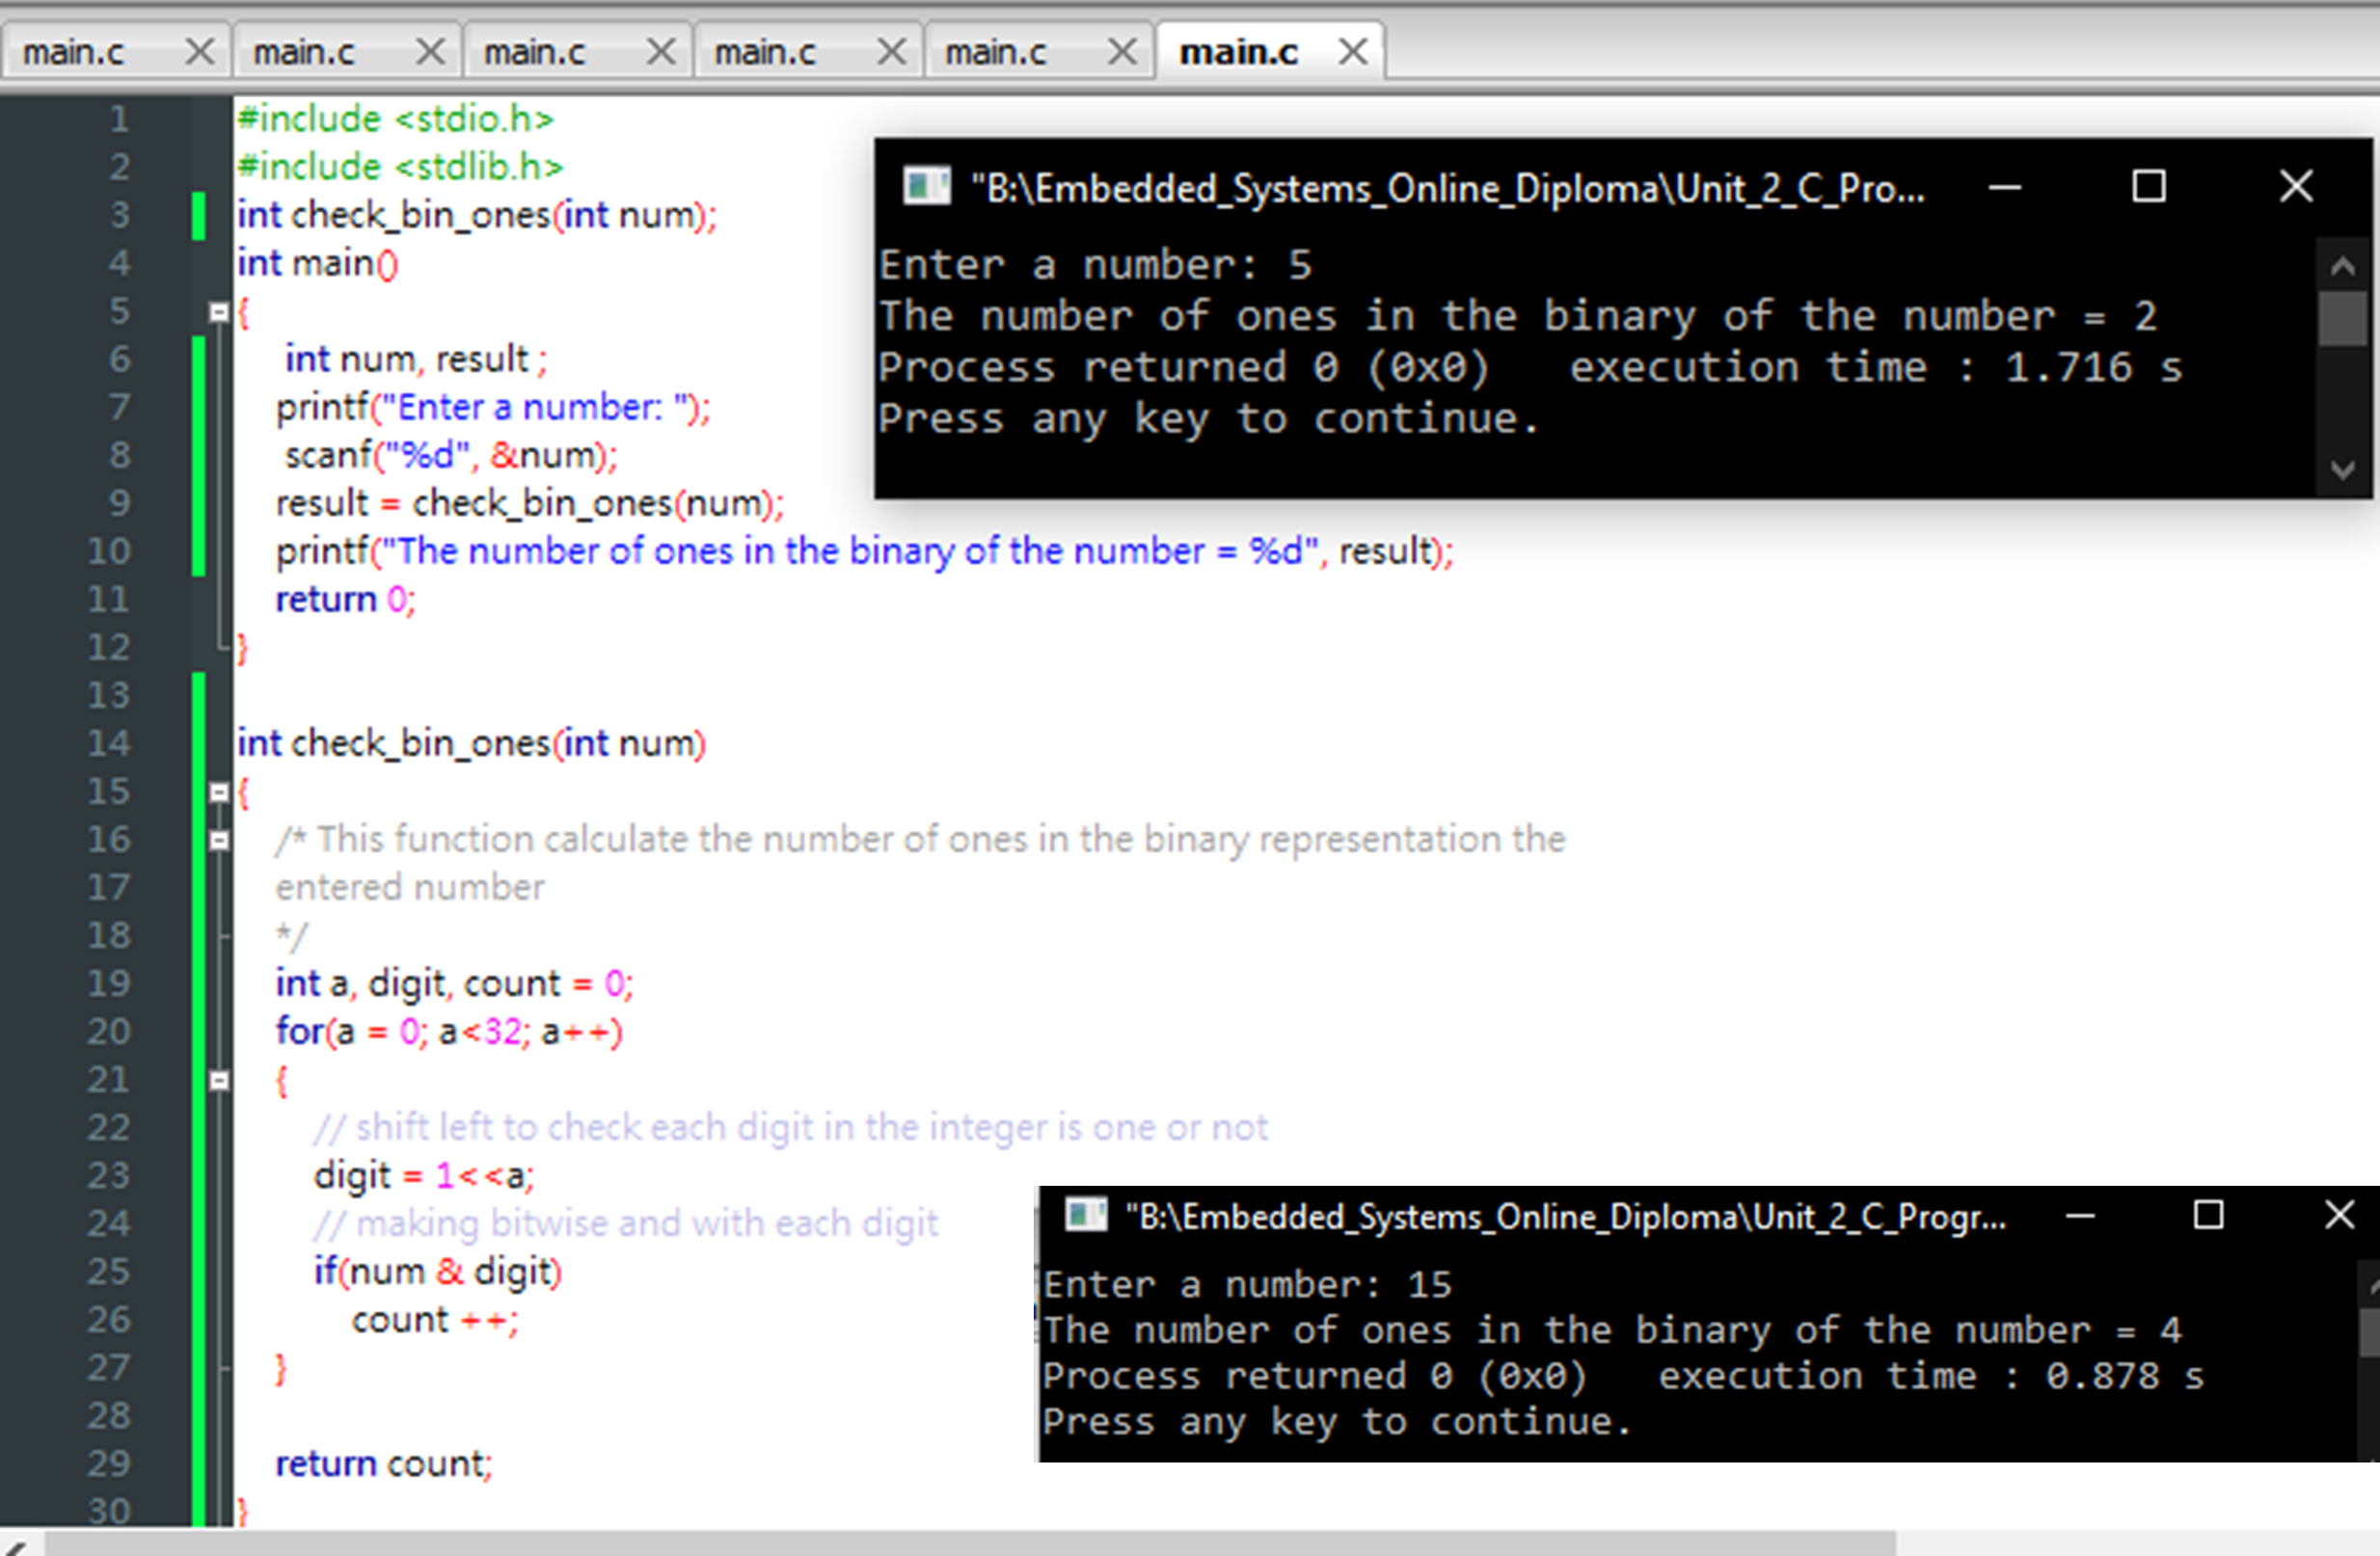 main.c main.c main.c main.c main.c main.c
1 #include <stdio.h>
2 #include <stdlib.h>
3 int check_bin_ones(int num);
4 int main()
5 {
6 int num, result ;
7 printf("Enter a number: ");
8 scanf("%d", &num);
9 result = check_bin_ones(num);
10 printf("The number of ones in the binary of the number = %d", result);
11 return 0;
12 }
13
14 int check_bin_ones(int num)
15 {
16 /* This function calculate the number of ones in the binary representation the
17 entered number
18 */
19 int a, digit, count = 0;
20 for(a = 0; a<32; a++)
21 {
22 // shift left to check each digit in the integer is one or not
23 digit = 1<<a;
24 // making bitwise and with each digit
25 if(num & digit)
26 count ++;
27 }
28
29 return count;
30 }
"B:\Embedded_Systems_Online_Diploma\Unit_2_C_Pro...
Enter a number: 5
The number of ones in the binary of the number = 2
Process returned 0 (0x0) execution time : 1.716 s
Press any key to continue.
"B:\Embedded_Systems_Online_Diploma\Unit_2_C_Progr...
Enter a number: 15
The number of ones in the binary of the number = 4
Process returned 0 (0x0) execution time : 0.878 s
Press any key to continue.